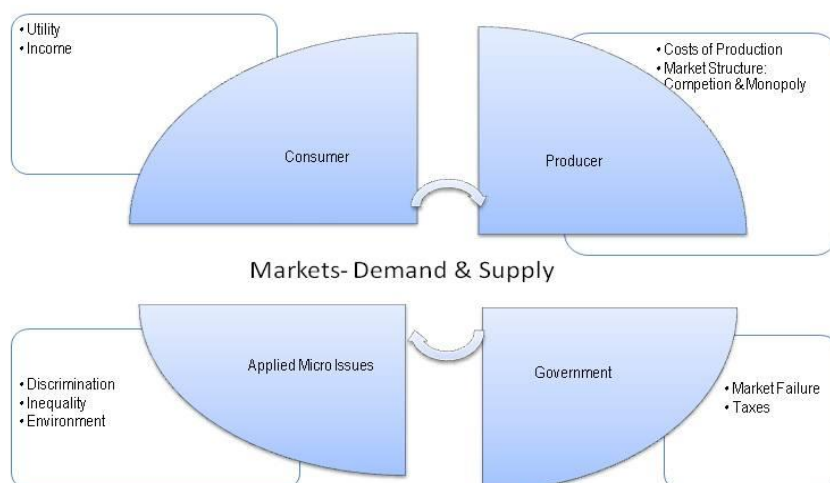 • Utility
• Income
Consumer
• Costs of Production
• Market Structure:
Competion & Monopoly
Producer
Markets- Demand & Supply
• Discrimination
• Inequality
• Environment
Applied Micro Issues
Government
• Market Failure
• Taxes